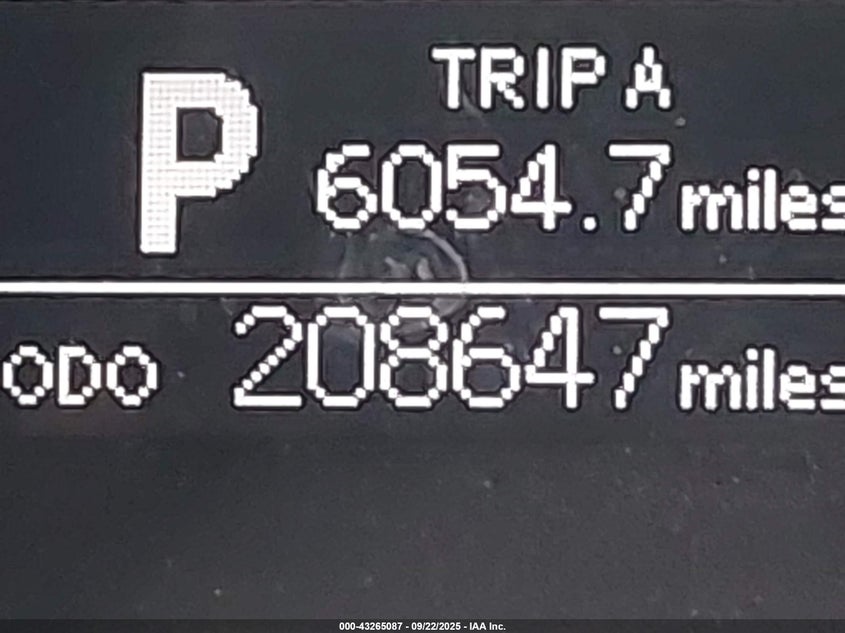 TRIP A
P 6054.7 miles
ODO 208647 miles
000-43265087 - 09/22/2025 - IAA Inc.